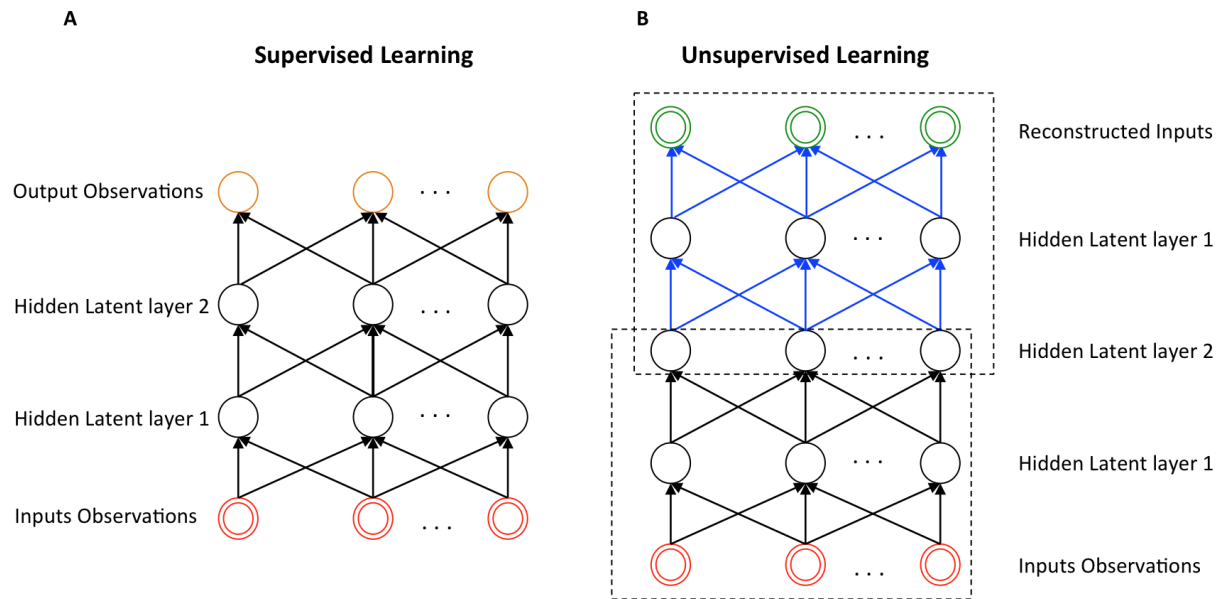 A
Supervised Learning
Output Observations
. . .
Hidden Latent layer 2
. . .
Hidden Latent layer 1
. . .
Inputs Observations
. . .
B
Unsupervised Learning
. . .
Reconstructed Inputs
. . .
Hidden Latent layer 1
. . .
Hidden Latent layer 2
. . .
Hidden Latent layer 1
. . .
Inputs Observations